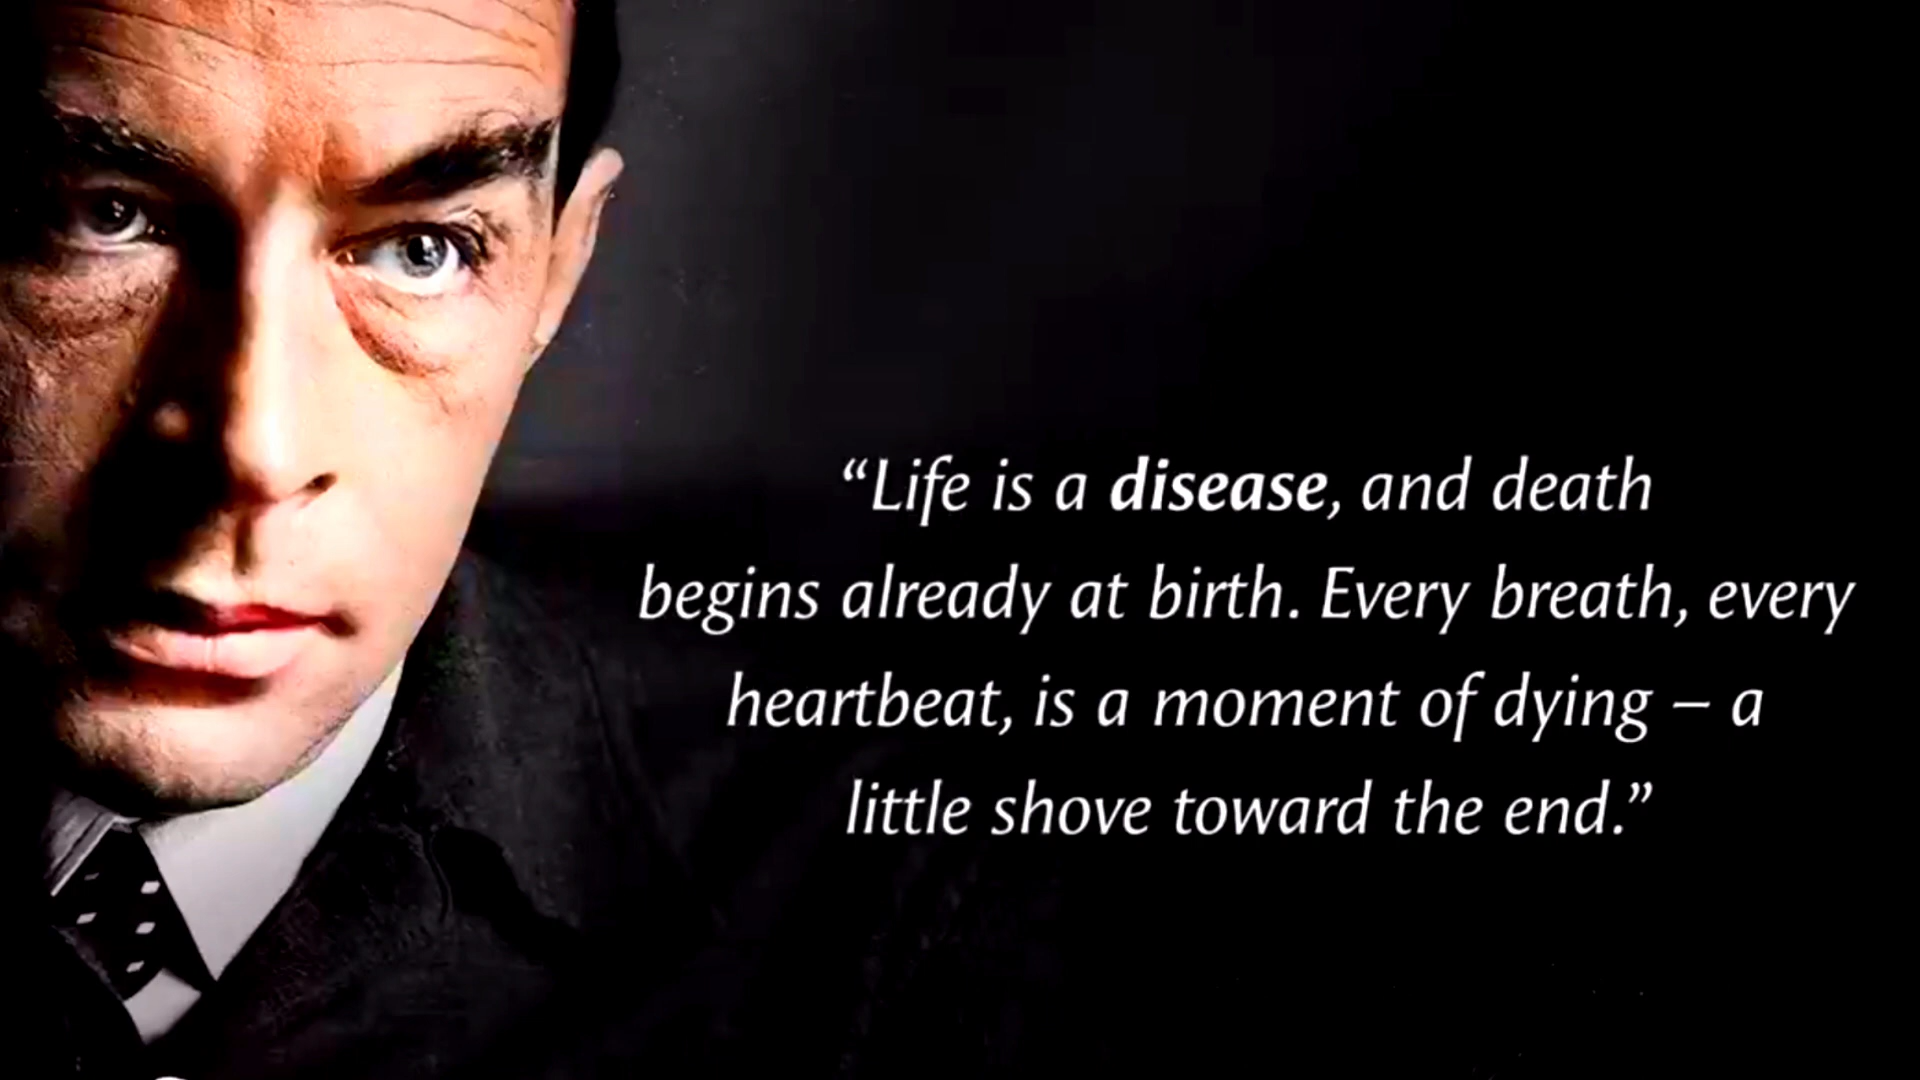 “Life is a disease, and death
begins already at birth. Every breath, every
heartbeat, is a moment of dying – a
little shove toward the end.”